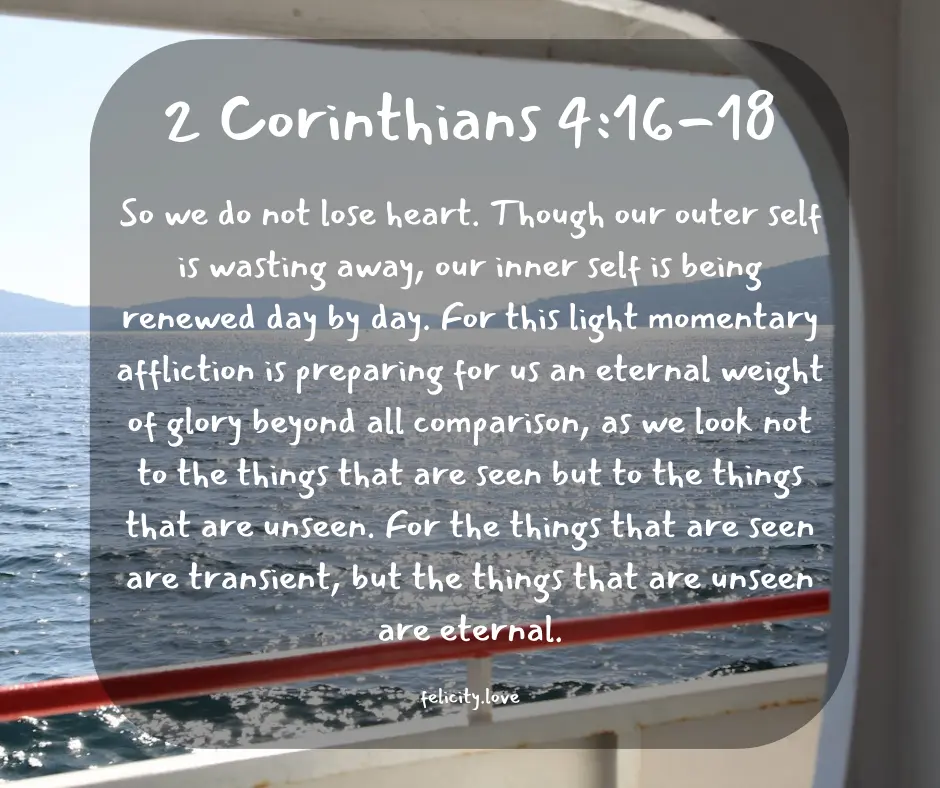 2 Corinthians 4:16-18
So we do not lose heart. Though our outer self
is wasting away, our inner self is being
renewed day by day. For this light momentary
affliction is preparing for us an eternal weight
of glory beyond all comparison, as we look not
to the things that are seen but to the things
that are unseen. For the things that are seen
are transient, but the things that are unseen
are eternal.
felicity.love